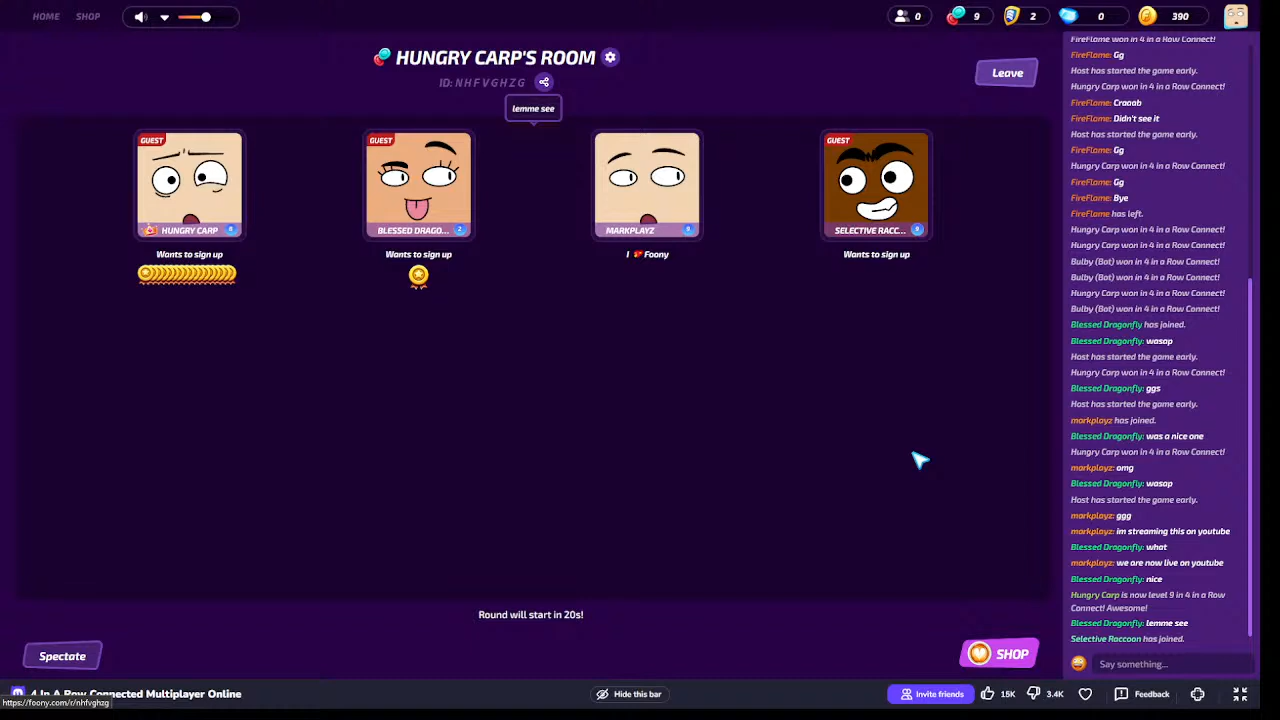 HOME
SHOP
0
9
2
0
390
HUNGRY CARP'S ROOM
ID: NHFVGHZG
Leave
lemme see
GUEST
HUNGRY CARP
Wants to sign up
GUEST
BLESSED DRAGO...
2
Wants to sign up
MARKPLAYZ
I Foony
GUEST
SELECTIVE RACC...
Wants to sign up
Round will start in 20s!
Spectate
SHOP
FireFlame won in 4 in a Row Connect!
FireFlame: Gg
Host has started the game early.
Hungry Carp won in 4 in a Row Connect!
FireFlame: Craaab
FireFlame: Didn't see it
Host has started the game early.
FireFlame: Gg
Hungry Carp won in 4 in a Row Connect!
FireFlame: Gg
FireFlame: Bye
FireFlame has left.
Hungry Carp won in 4 in a Row Connect!
Hungry Carp won in 4 in a Row Connect!
Bulby (Bot) won in 4 in a Row Connect!
Bulby (Bot) won in 4 in a Row Connect!
Hungry Carp won in 4 in a Row Connect!
Bulby (Bot) won in 4 in a Row Connect!
Blessed Dragonfly has joined.
Blessed Dragonfly: wasap
Host has started the game early.
Hungry Carp won in 4 in a Row Connect!
Blessed Dragonfly: ggs
Host has started the game early.
markplayz has joined.
Blessed Dragonfly: was a nice one
Hungry Carp won in 4 in a Row Connect!
markplayz: omg
Blessed Dragonfly: wasap
Host has started the game early.
markplayz: ggg
markplayz: im streaming this on youtube
Blessed Dragonfly: what
markplayz: we are now live on youtube
Blessed Dragonfly: nice
Hungry Carp is now level 9 in 4 in a Row
Connect! Awesome!
Blessed Dragonfly: lemme see
Selective Raccoon has joined.
Say something...
4 In A Row Connected Multiplayer Online
https://foony.com/r/nhfvghzg
Hide this bar
Invite friends
15K
3.4K
Feedback